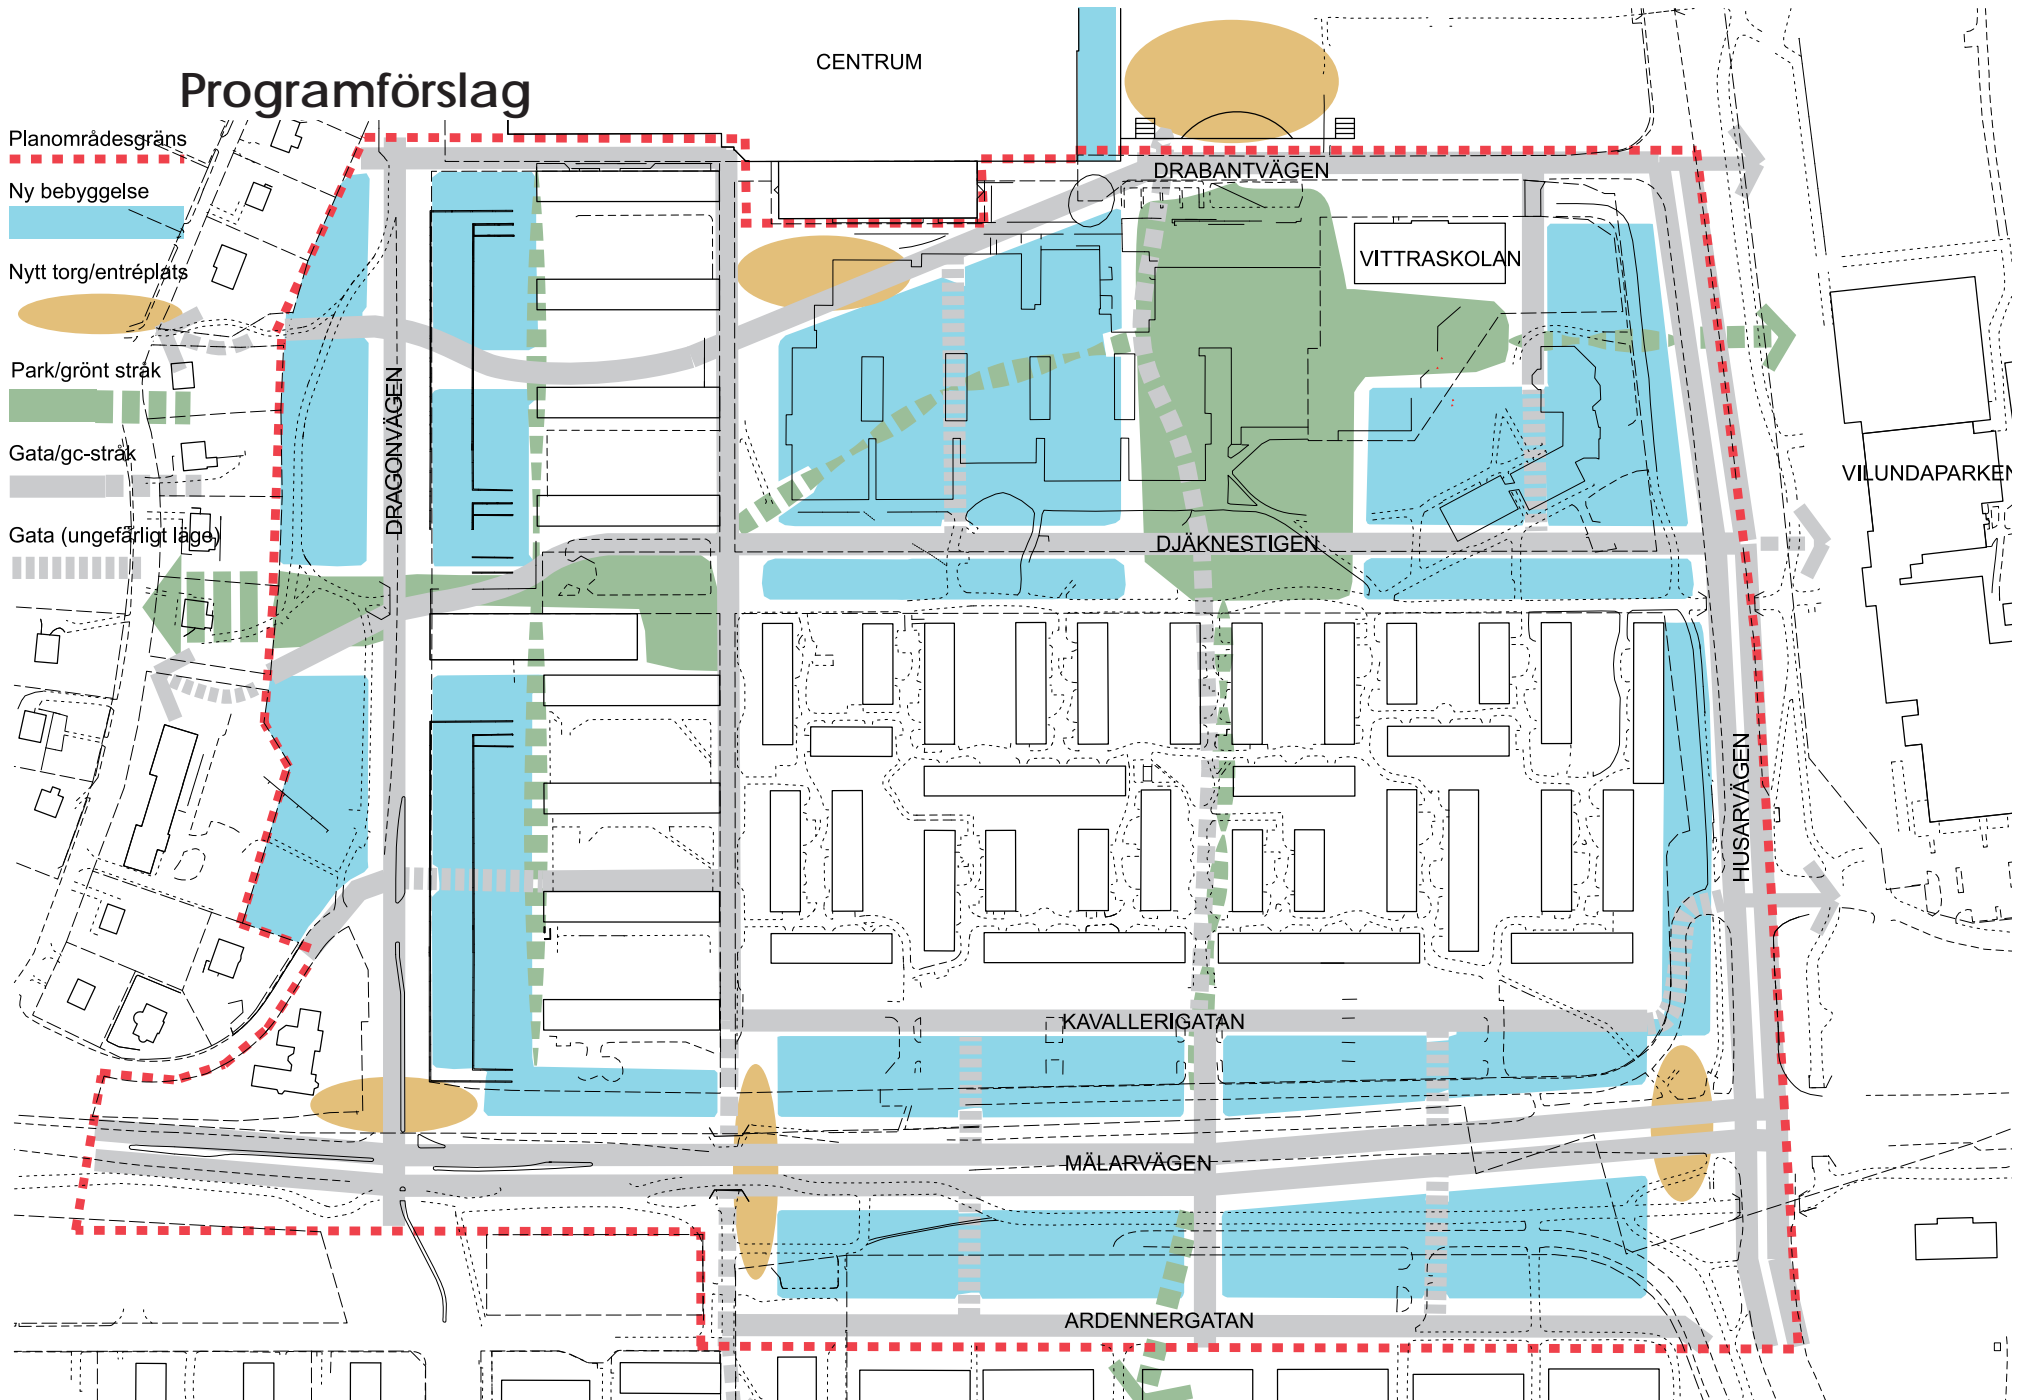 Programförslag
Planområdesgräns
Ny bebyggelse
Nytt torg/entréplats
Park/grönt stråk
Gata/gc-stråk
Gata (ungefärligt läge)
CENTRUM
DRABANTVÄGEN
VITTRASKOLAN
DRAGONVÄGEN
VILUNDAPARKEN
DJÄKNESTIGEN
HUSARVÄGEN
KAVALLERIGATAN
MÄLARVÄGEN
ARDENNERGATAN